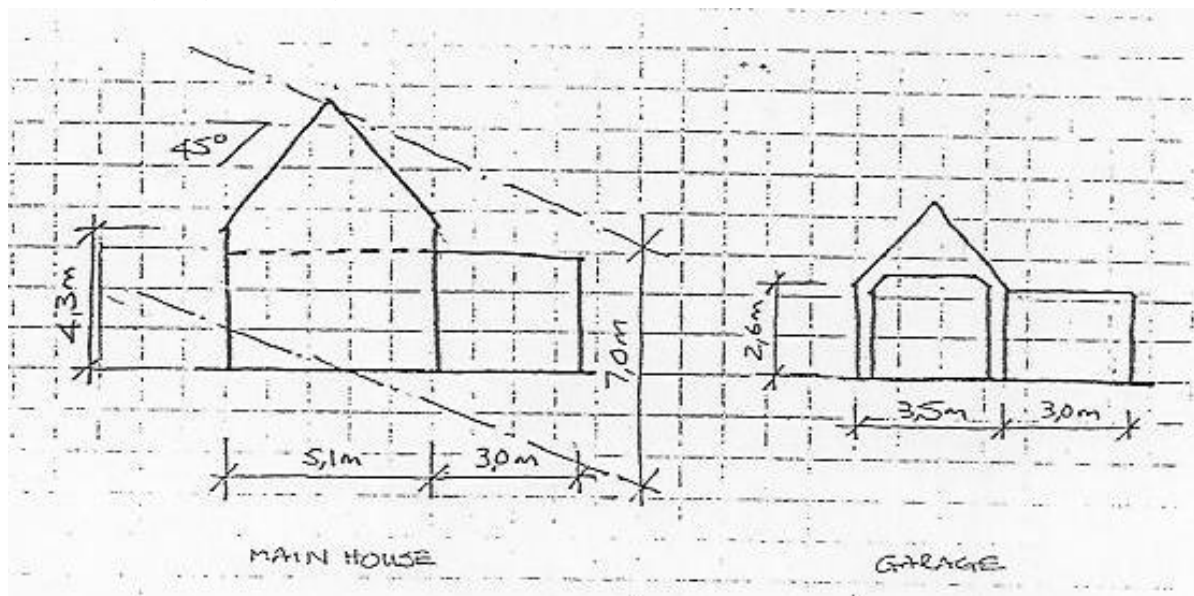 45°
4,3m
7,0m
2,6m
5,1m
3,0m
3,5m
3,0m
MAIN HOUSE
GARAGE